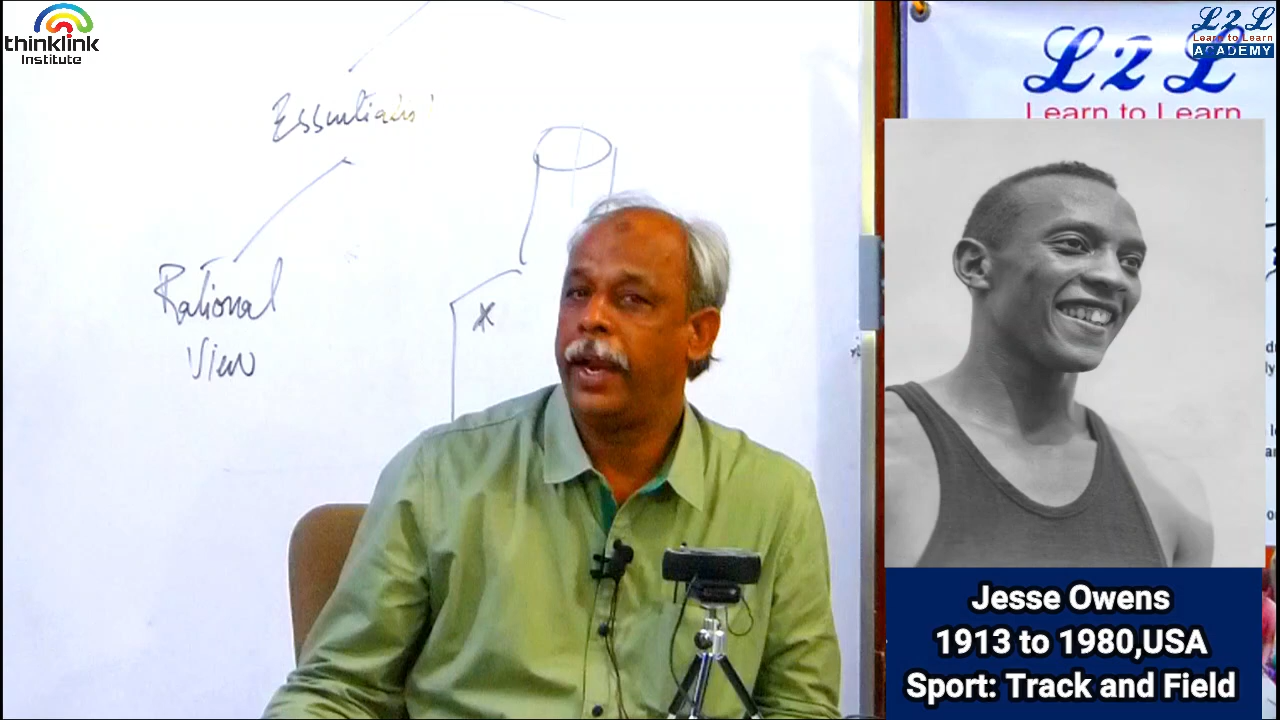 thinklink
Institute
Rational
View
L2L
Learn to Learn
L2L
Learn to Learn
ACADEMY
Jesse Owens
1913 to 1980,USA
Sport: Track and Field